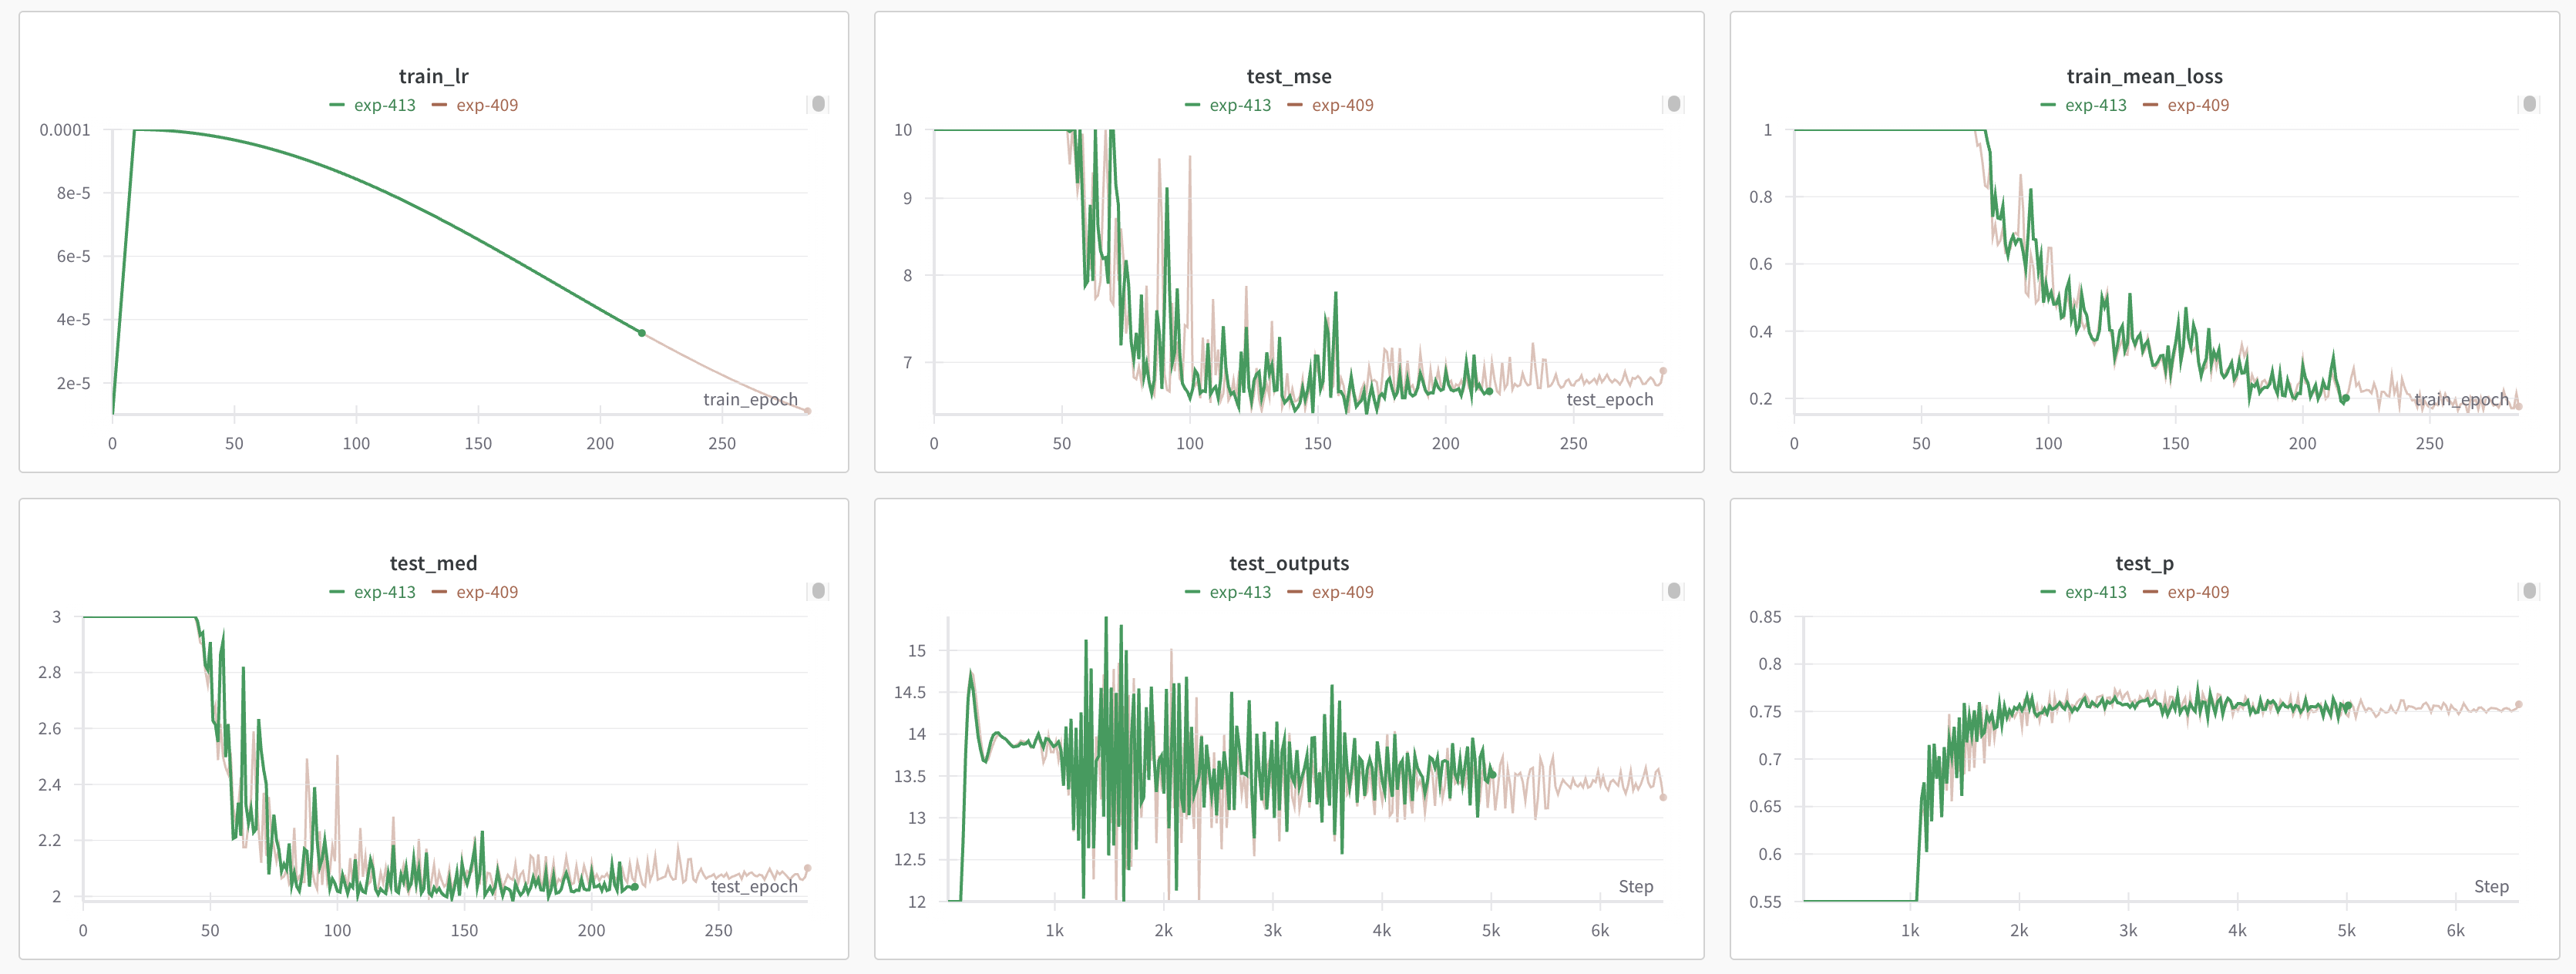 train_lr
exp-413 exp-409
0.0001
8e-5
6e-5
4e-5
2e-5
train_epoch
0 50 100 150 200 250
test_mse
exp-413 exp-409
10
9
8
7
test_epoch
0 50 100 150 200 250
train_mean_loss
exp-413 exp-409
1
0.8
0.6
0.4
0.2
train_epoch
0 50 100 150 200 250
test_med
exp-413 exp-409
3
2.8
2.6
2.4
2.2
2
test_epoch
0 50 100 150 200 250
test_outputs
exp-413 exp-409
15
14.5
14
13.5
13
12.5
12
Step
1k 2k 3k 4k 5k 6k
test_p
exp-413 exp-409
0.85
0.8
0.75
0.7
0.65
0.6
0.55
Step
1k 2k 3k 4k 5k 6k